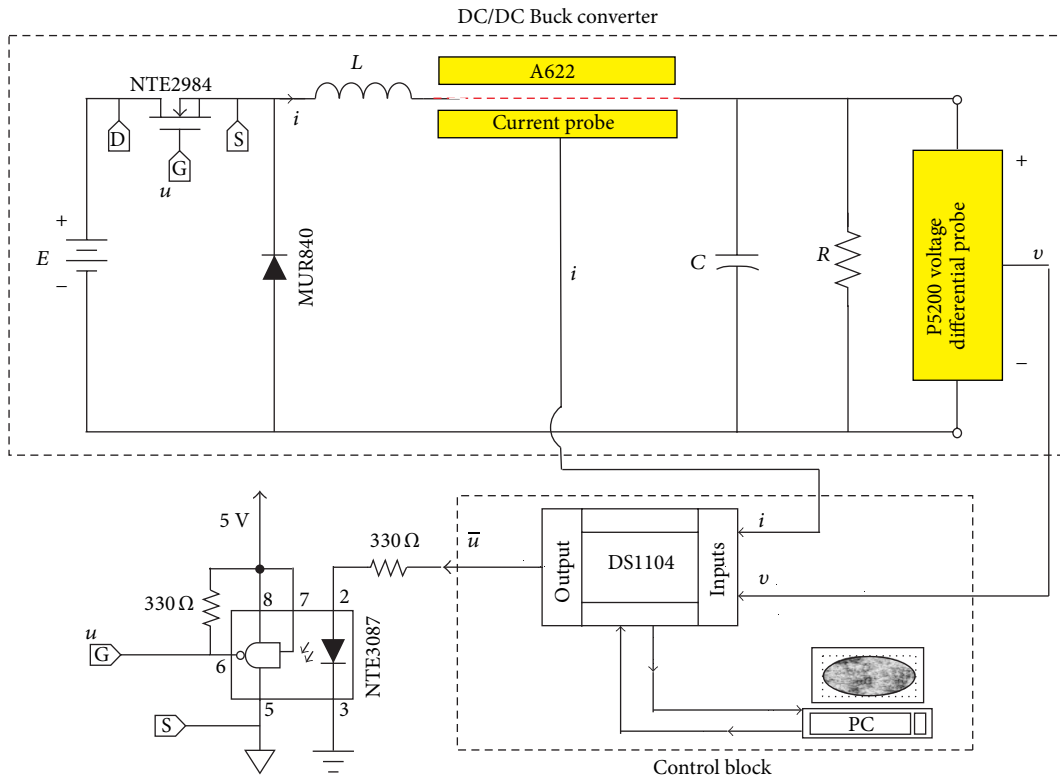 DC/DC Buck converter
L
A622
NTE2984
i
Current probe
D
S
G
u
+
E
−
MUR840
i
C
R
+
P5200 voltage
differential probe
−
υ
5 V
330 Ω
u̅
330 Ω
8
7
2
u
G
6
NTE3087
5
3
S
Output
DS1104
Inputs
i
υ
PC
Control block